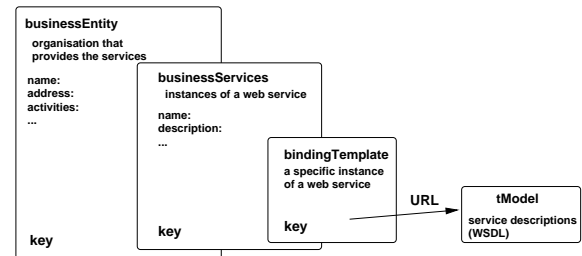 businessEntity
organisation that
provides the services
name:
address:
activities:
...
key
businessServices
instances of a web service
name:
description:
...
key
bindingTemplate
a specific instance
of a web service
key
URL
tModel
service descriptions
(WSDL)